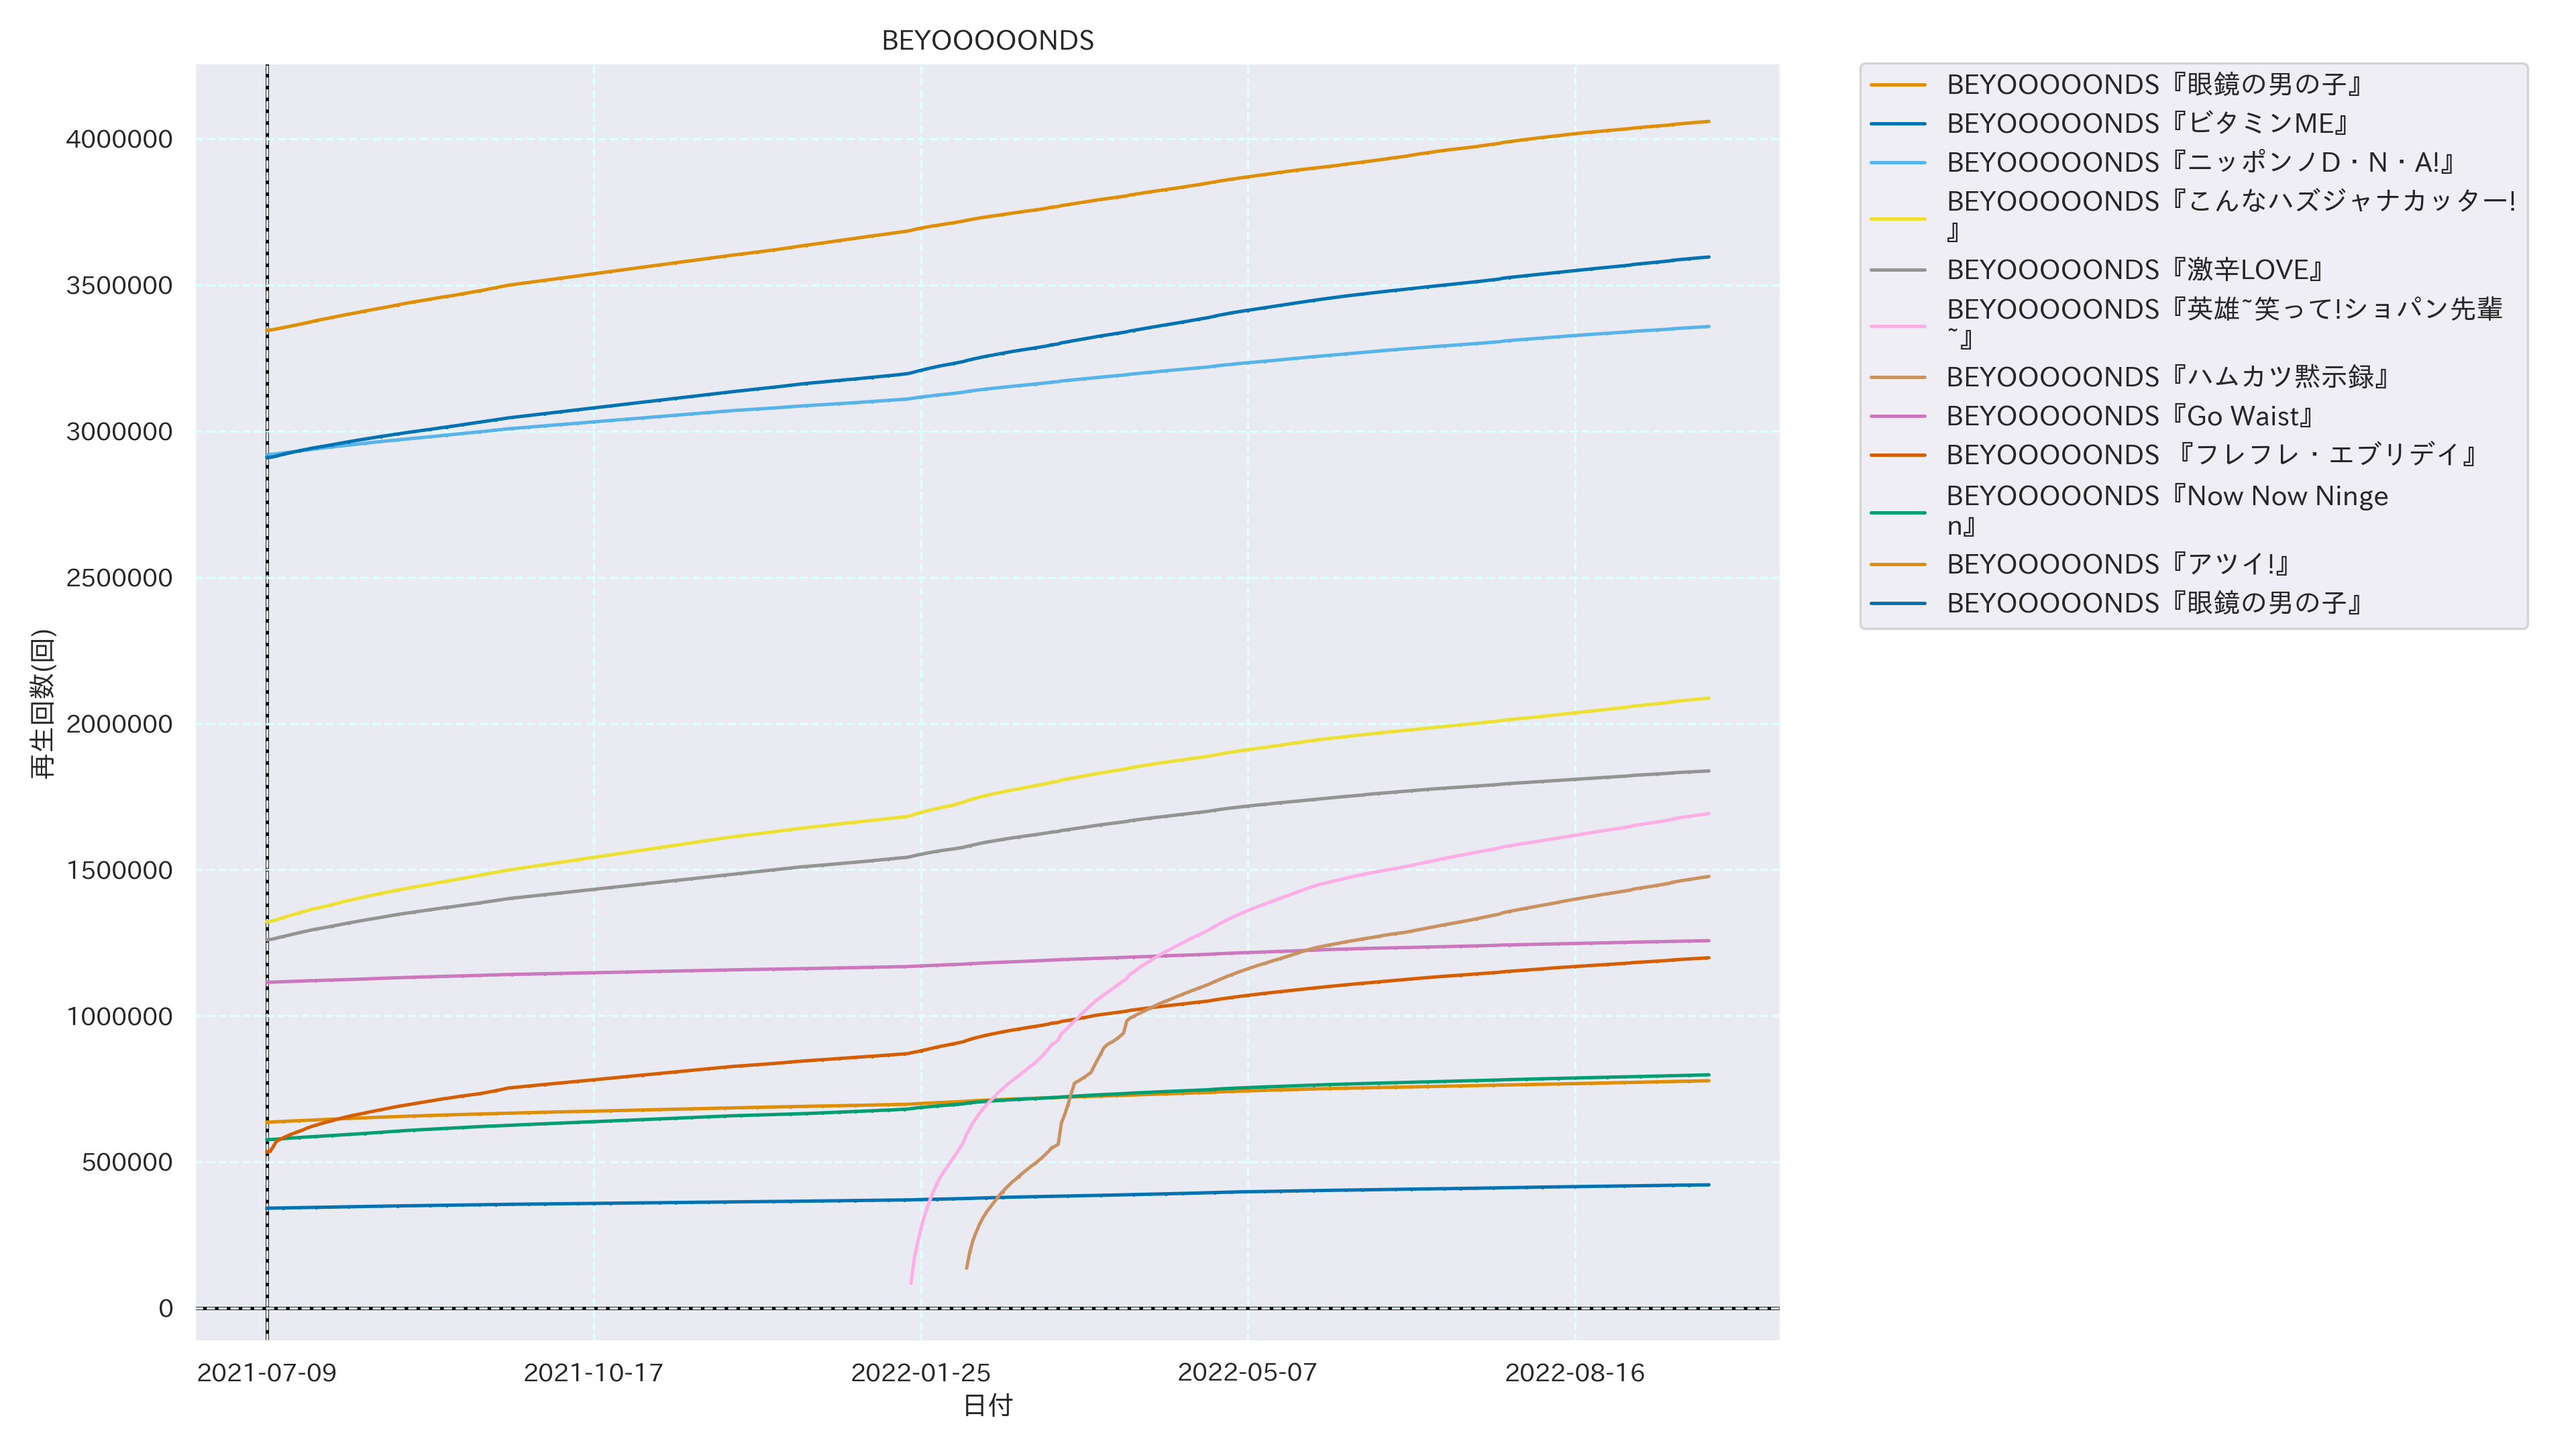 BEYOOOOONDS
再生回数(回)
4000000
3500000
3000000
2500000
2000000
1500000
1000000
500000
0
2021-07-09
2021-10-17
2022-01-25
2022-05-07
2022-08-16
日付
BEYOOOOONDS『眼鏡の男の子』
BEYOOOOONDS『ビタミンME』
BEYOOOOONDS『ニッポンノD・N・A!』
BEYOOOOONDS『こんなハズジャナカッター!
』
BEYOOOOONDS『激辛LOVE』
BEYOOOOONDS『英雄~笑って!ショパン先輩
~』
BEYOOOOONDS『ハムカツ黙示録』
BEYOOOOONDS『Go Waist』
BEYOOOOONDS 『フレフレ・エブリデイ』
BEYOOOOONDS『Now Now Ninge
n』
BEYOOOOONDS『アツイ!』
BEYOOOOONDS『眼鏡の男の子』